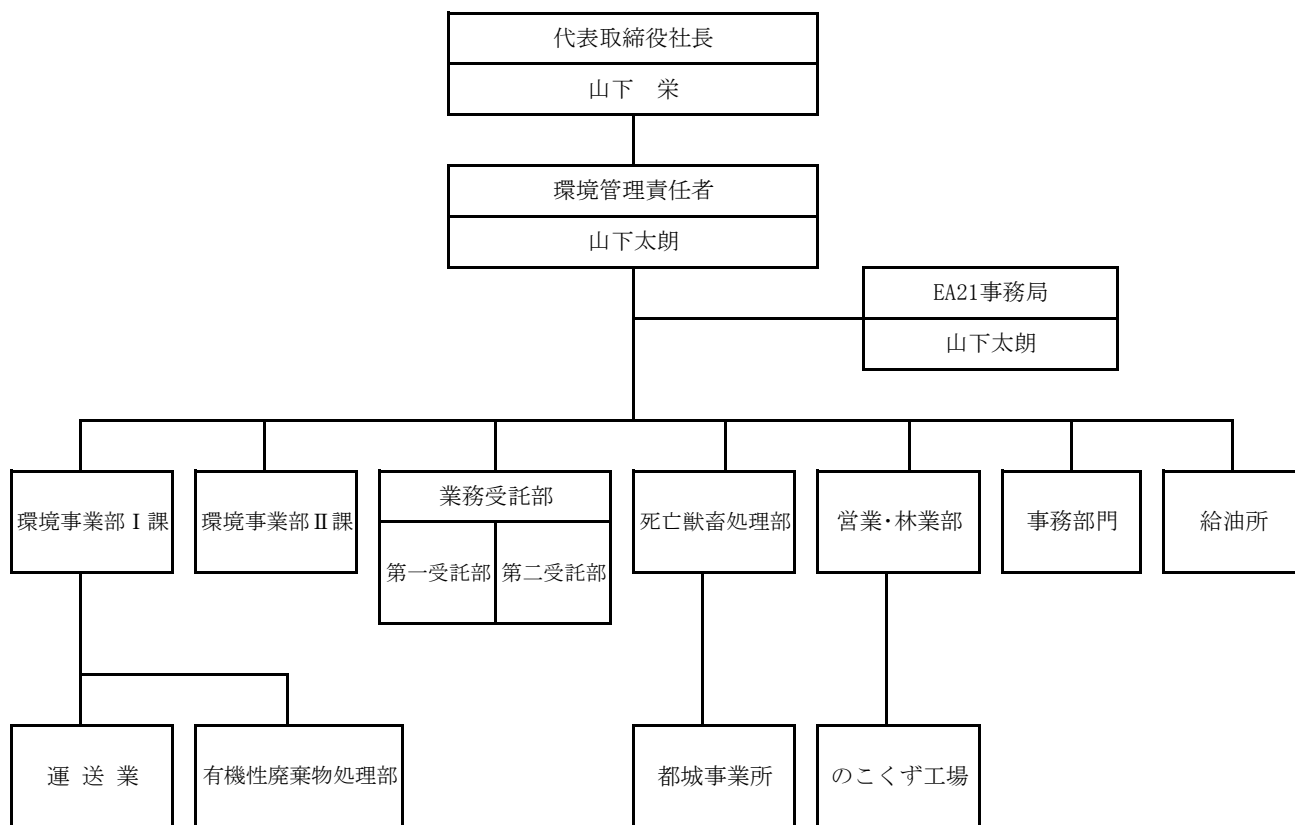 代表取締役社長
山下　栄
環境管理責任者
山下太朗
EA21事務局
山下太朗
環境事業部Ⅰ課
環境事業部Ⅱ課
業務受託部
第一受託部
第二受託部
死亡獣畜処理部
営業・林業部
事務部門
給油所
運 送 業
有機性廃棄物処理部
都城事業所
のこくず工場